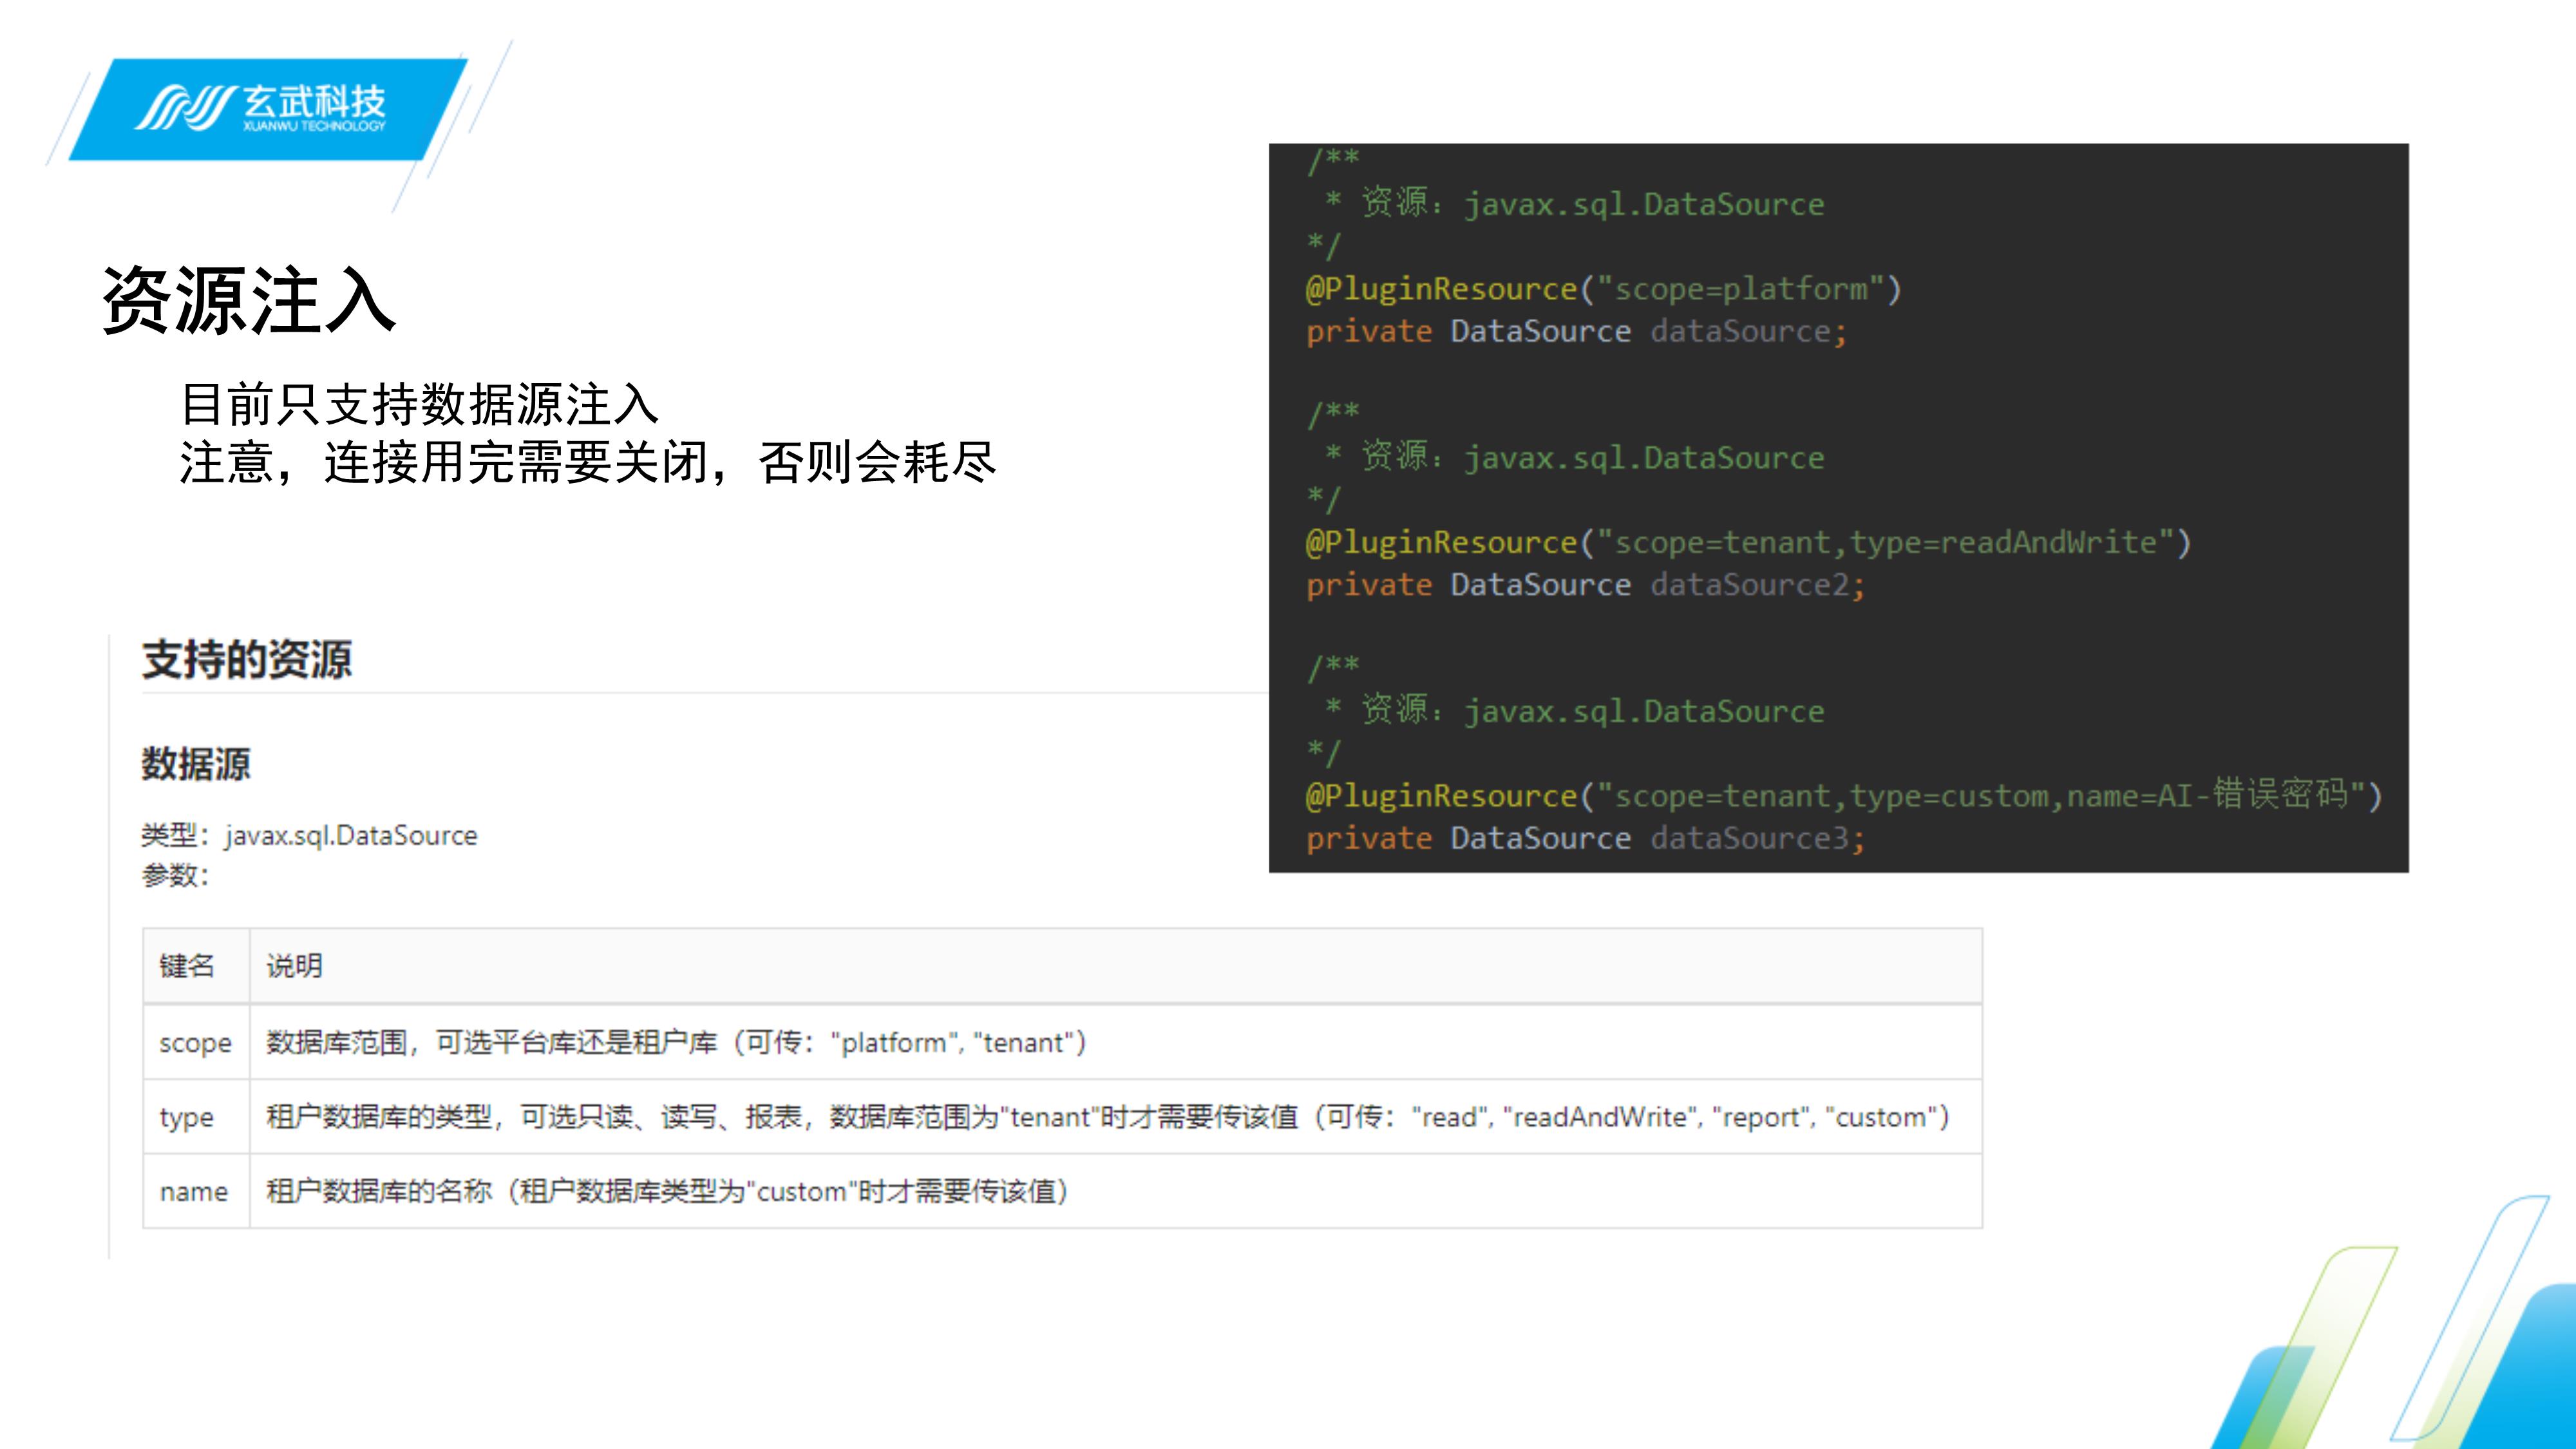 玄武科技
XUANWU TECHNOLOGY
资源注入
目前只支持数据源注入
注意，连接用完需要关闭，否则会耗尽
/**
* 资源：javax.sql.DataSource
*/
@PluginResource("scope=platform")
private DataSource dataSource;
/**
* 资源：javax.sql.DataSource
*/
@PluginResource("scope=tenant,type=readAndWrite")
private DataSource dataSource2;
/**
* 资源：javax.sql.DataSource
*/
@PluginResource("scope=tenant,type=custom,name=AI-错误密码")
private DataSource dataSource3;
支持的资源
数据源
类型：javax.sql.DataSource
参数：
键名 说明
scope 数据库范围，可选平台库还是租户库（可传："platform", "tenant"）
type 租户数据库的类型，可选只读、读写、报表，数据库范围为"tenant"时才需要传该值（可传："read", "readAndWrite", "report", "custom"）
name 租户数据库的名称（租户数据库类型为"custom"时才需要传该值）